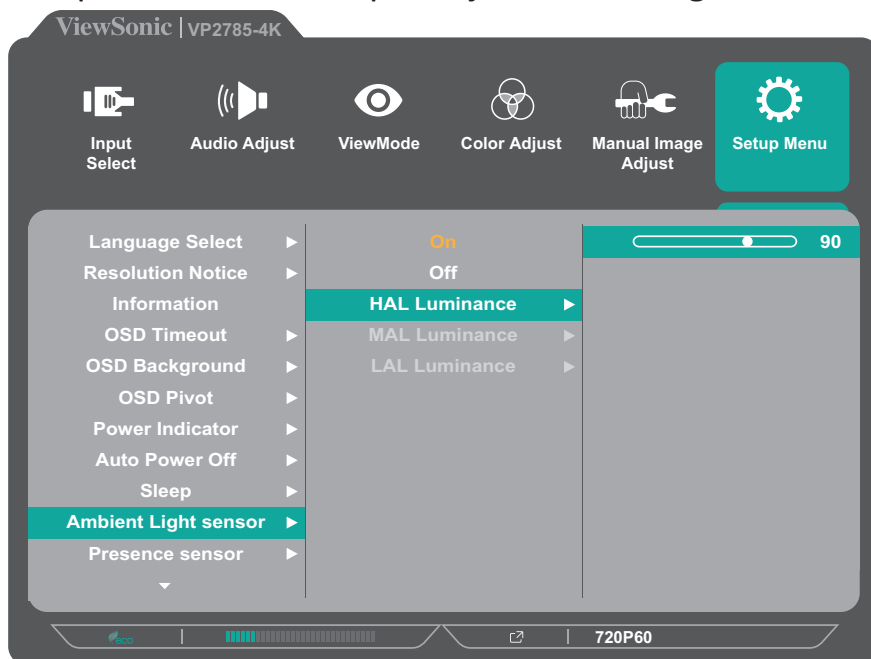 ViewSonic | VP2785-4K
Input Select
Audio Adjust
ViewMode
Color Adjust
Manual Image Adjust
Setup Menu
Language Select
Resolution Notice
Information
OSD Timeout
OSD Background
OSD Pivot
Power Indicator
Auto Power Off
Sleep
Ambient Light sensor
Presence sensor
On
Off
HAL Luminance
MAL Luminance
LAL Luminance
90
eco
720P60